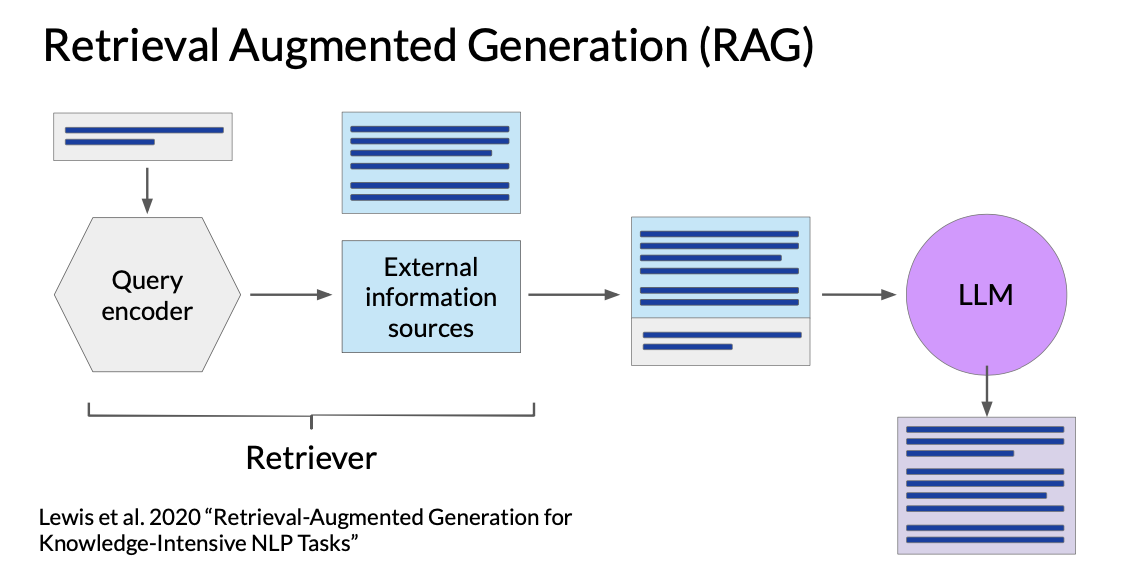 Retrieval Augmented Generation (RAG)
Query
encoder
External
information
sources
LLM
Retriever
Lewis et al. 2020 “Retrieval-Augmented Generation for
Knowledge-Intensive NLP Tasks”